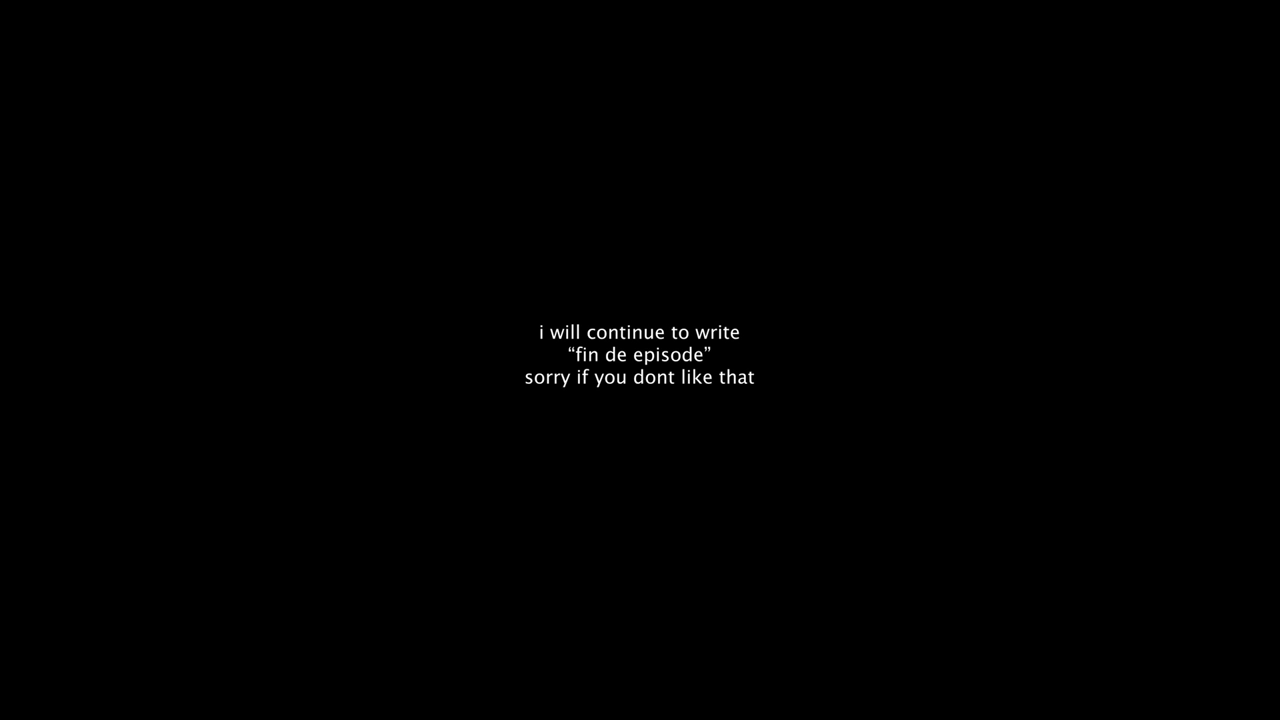 i will continue to write
“fin de episode”
sorry if you dont like that